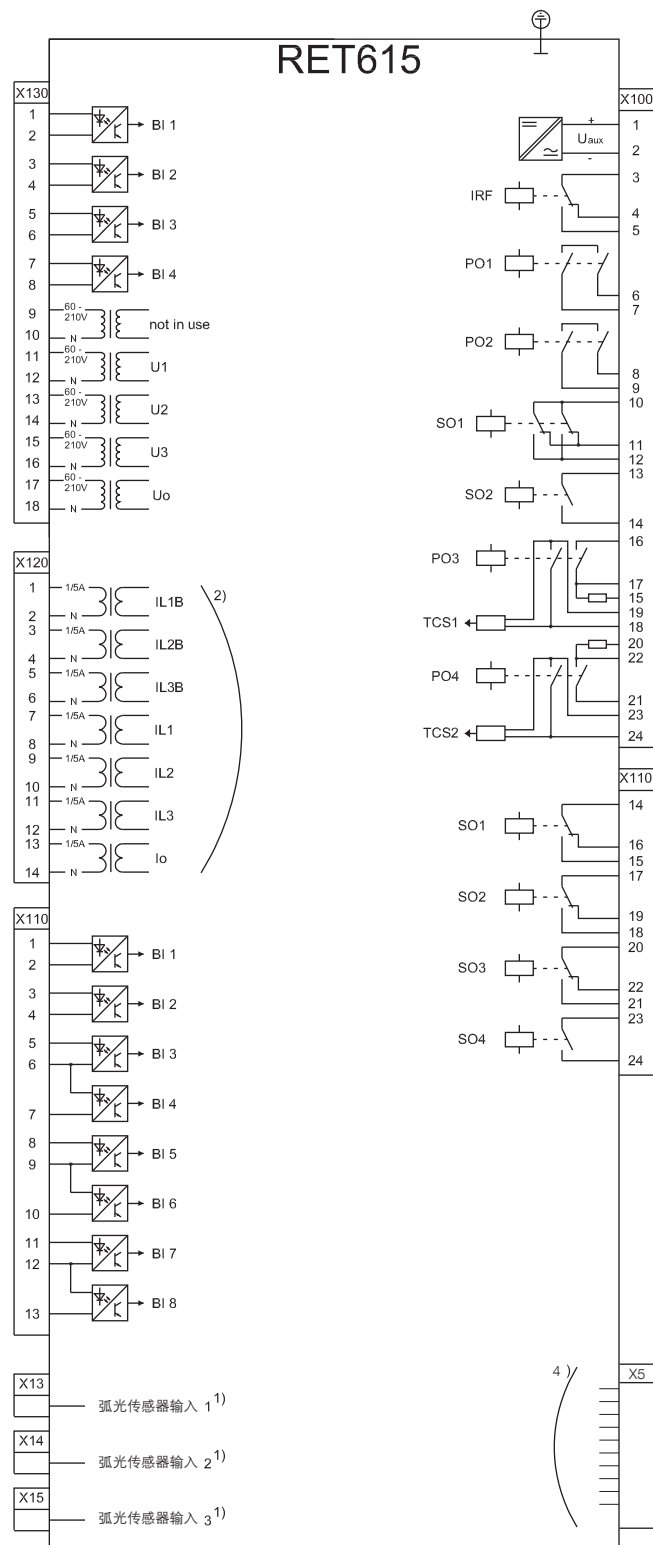 RET615
X130
1
2
BI 1
3
4
BI 2
5
6
BI 3
7
8
BI 4
9
60 -
210V
10
N
not in use
11
60 -
210V
12
N
U1
13
60 -
210V
14
N
U2
15
60 -
210V
16
N
U3
17
60 -
210V
18
N
Uo
X120
1
1/5A
2
N
IL1B
2)
3
1/5A
4
N
IL2B
5
1/5A
6
N
IL3B
7
1/5A
8
N
IL1
9
1/5A
10
N
IL2
11
1/5A
12
N
IL3
13
1/5A
14
N
Io
X110
1
2
BI 1
3
4
BI 2
5
6
BI 3
BI 4
7
8
9
BI 5
BI 6
10
11
12
BI 7
BI 8
13
X13
弧光传感器输入 1 1)
X14
弧光传感器输入 2 1)
X15
弧光传感器输入 3 1)
X100
+
1
Uaux
2
-
IRF
3
4
5
PO1
6
7
PO2
8
9
SO1
10
11
12
SO2
13
14
PO3
16
17
15
19
TCS1
18
20
22
PO4
21
23
TCS2
24
X110
SO1
14
16
15
SO2
17
19
18
SO3
20
22
21
SO4
23
24
4 )
X5